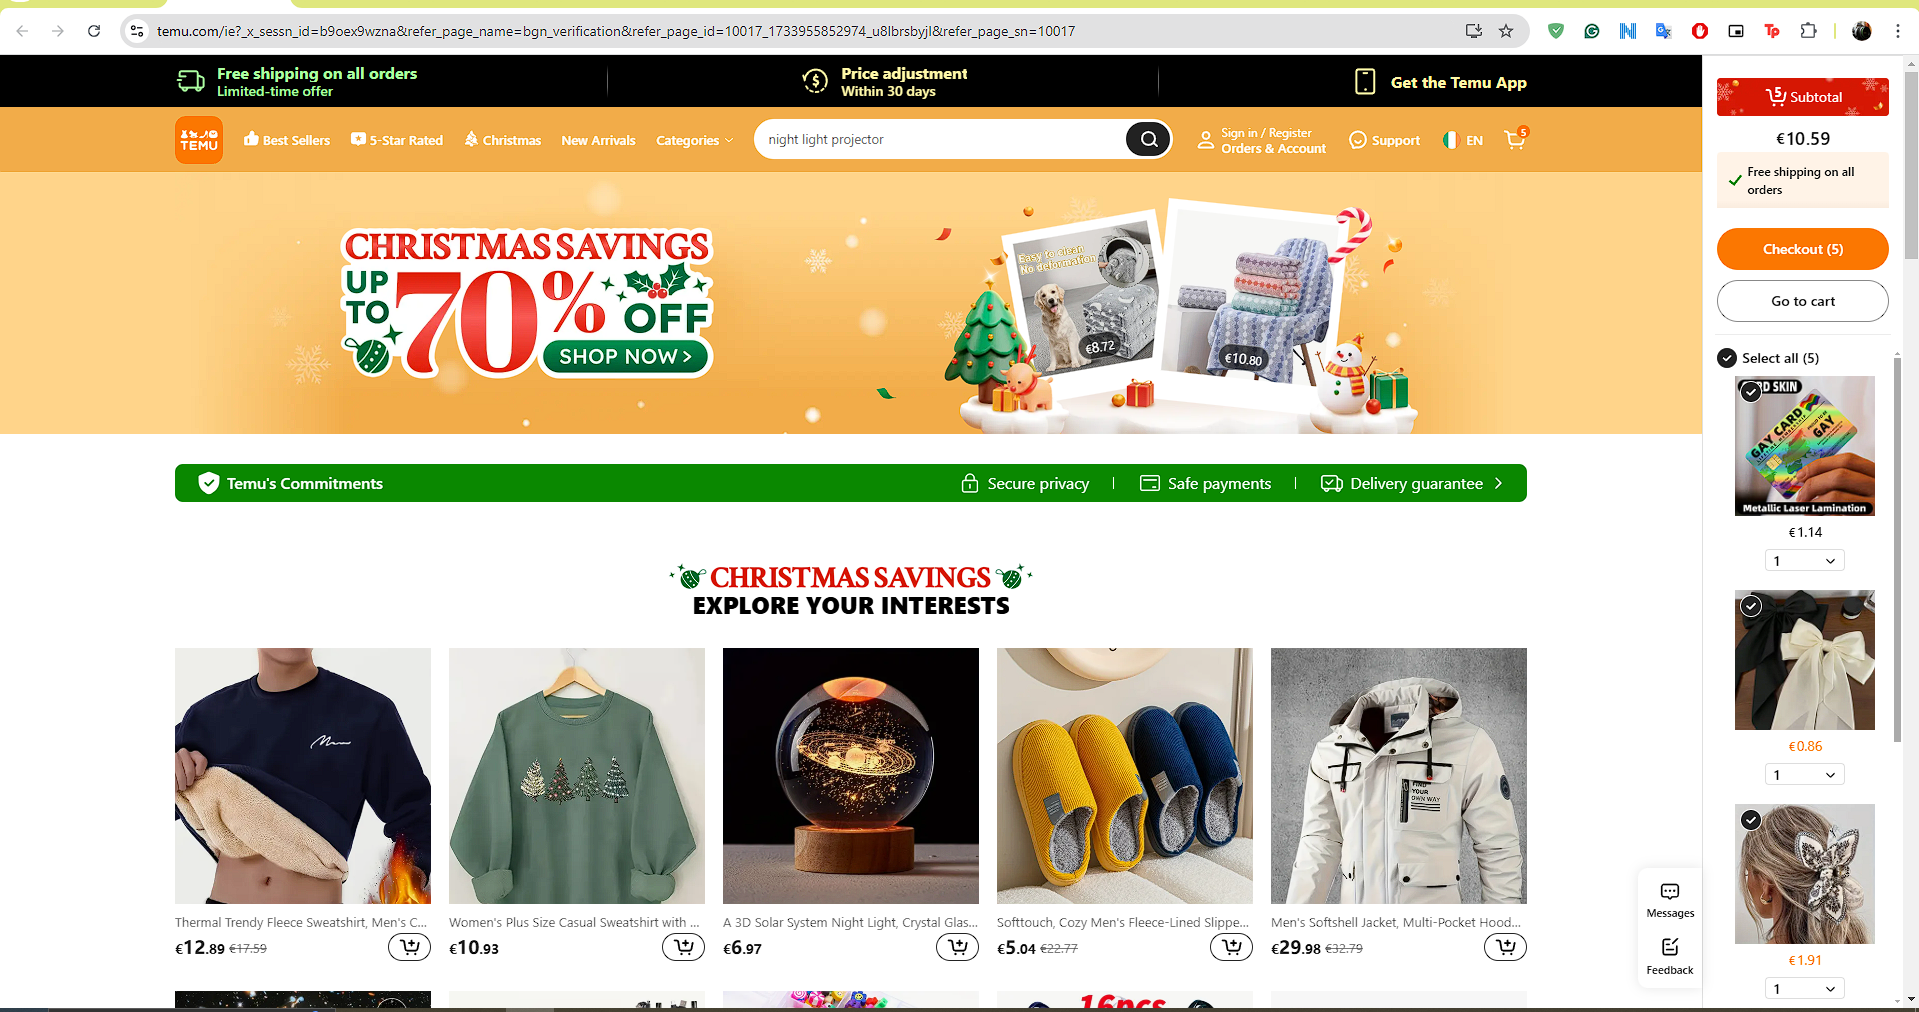 temu.com/ie?_x_sessn_id=b9oex9wzna&refer_page_name=bgn_verification&refer_page_id=10017_1733955852974_u8lbrsbyjl&refer_page_sn=10017
Free shipping on all orders
Limited-time offer
Price adjustment
Within 30 days
Get the Temu App
TEMU
Best Sellers
5-Star Rated
Christmas
New Arrivals
Categories
night light projector
Sign in / Register
Orders & Account
Support
EN
5
CHRISTMAS SAVINGS
UP TO 70% OFF
SHOP NOW >
Easy to Clean
No deformation
€8.72
€10.80
Temu's Commitments
Secure privacy
Safe payments
Delivery guarantee
CHRISTMAS SAVINGS
EXPLORE YOUR INTERESTS
FIND
YOUR
OWN WAY
Thermal Trendy Fleece Sweatshirt, Men's C...
€12.89 €17.59
Women's Plus Size Casual Sweatshirt with ...
€10.93
A 3D Solar System Night Light, Crystal Glas...
€6.97
Softtouch, Cozy Men's Fleece-Lined Slippe...
€5.04 €22.77
Men's Softshell Jacket, Multi-Pocket Hood...
€29.98 €32.79
16pcs
Messages
Feedback
5 Subtotal
€10.59
Free shipping on all
orders
Checkout (5)
Go to cart
Select all (5)
SKIN
GAY CARD
GAY
Metallic Laser Lamination
€1.14
1
€0.86
1
€1.91
1